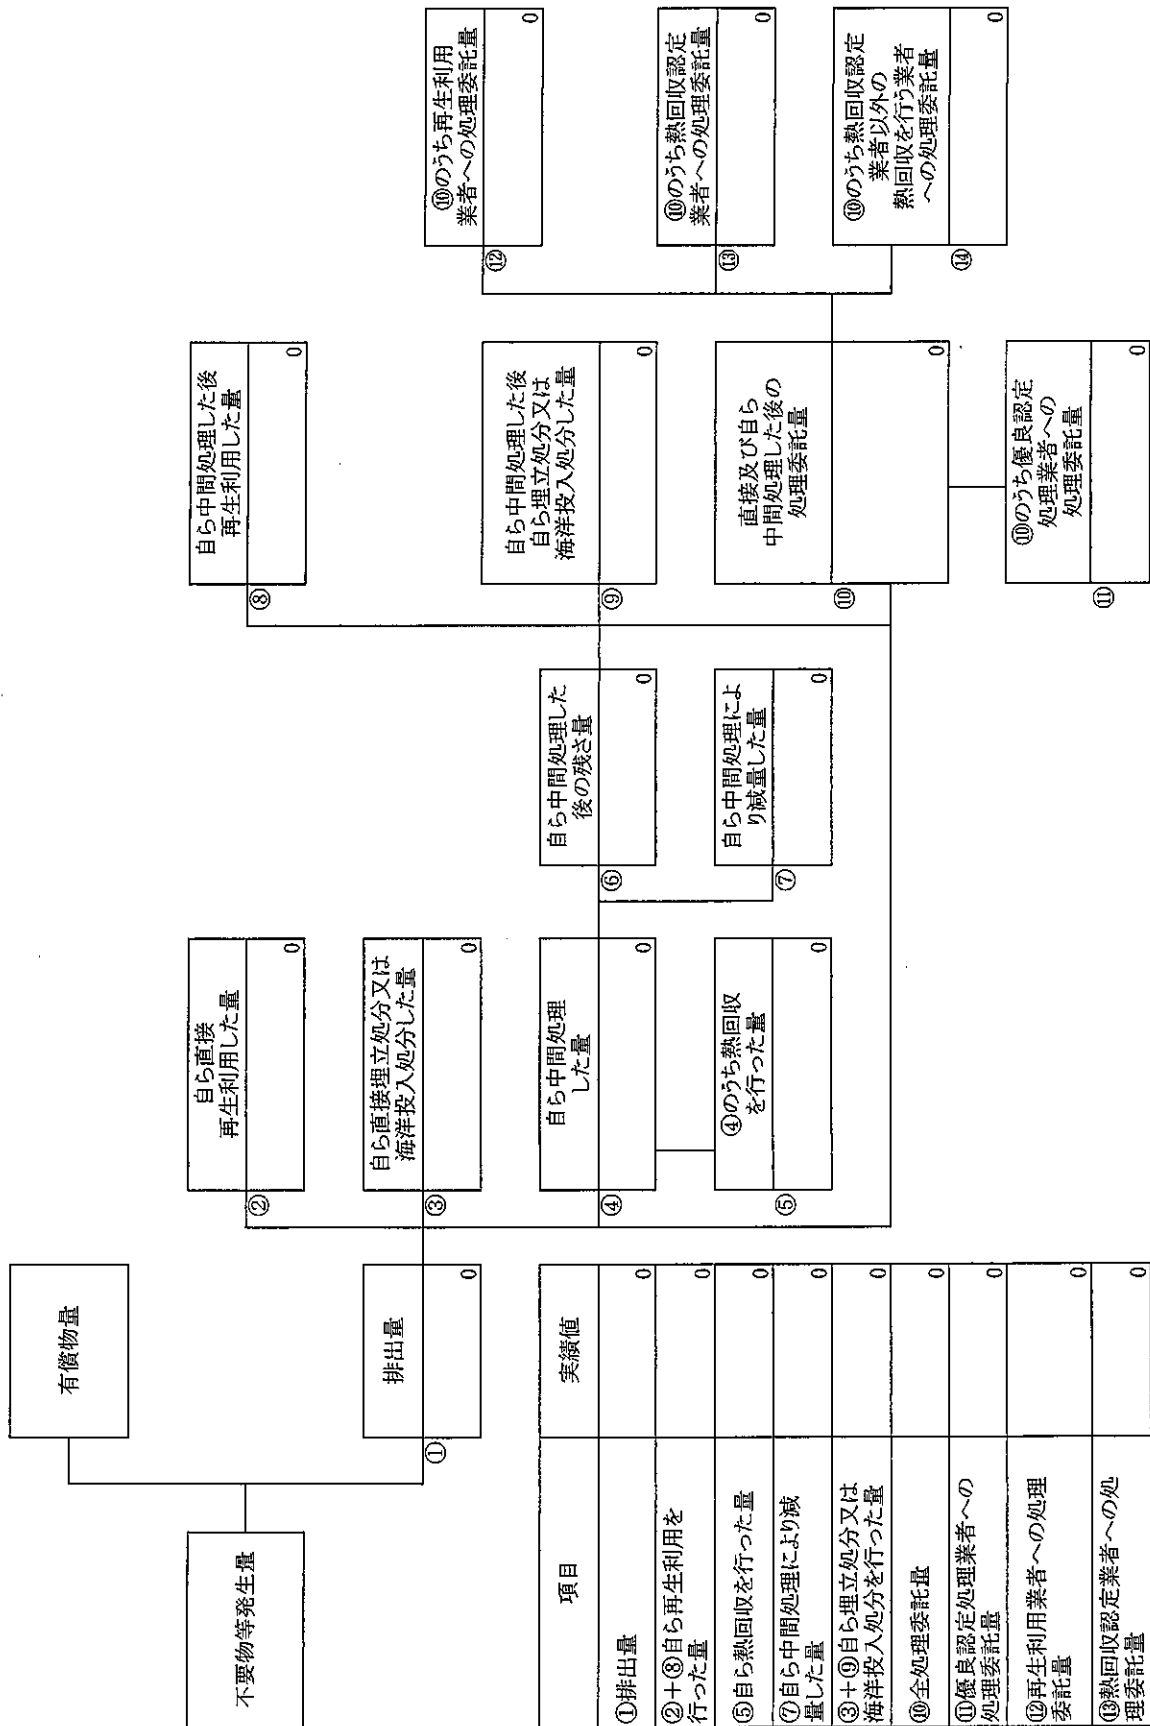 不要物等発生量
有償物量
①
排出量
0
②
自ら直接
再生利用した量
0
③
自ら直接埋立処分又は
海洋投入処分した量
0
④
自ら中間処理
した量
0
⑤
④のうち熱回収
を行った量
0
⑥
自ら中間処理した
後の残さ量
0
⑦
自ら中間処理によ
り減量した量
0
⑧
自ら中間処理した後
再生利用した量
0
⑨
自ら中間処理した後
自ら埋立処分又は
海洋投入処分した量
0
⑩
直接及び自ら
中間処理した後の
処理委託量
0
⑪
⑩のうち優良認定
処理業者への
処理委託量
0
⑫
⑩のうち再生利用
業者への処理委託量
0
⑬
⑩のうち熱回収認定
業者への処理委託量
0
⑭
⑩のうち熱回収認定
業者以外の
熱回収を行う業者
への処理委託量
0
項目 実績値
①排出量 0
②+⑧自ら再生利用を
行った量 0
⑤自ら熱回収を行った量 0
⑦自ら中間処理により減
量した量 0
③+⑨自ら埋立処分又は
海洋投入処分を行った量 0
⑩全処理委託量 0
⑪優良認定処理業者への
処理委託量 0
⑫再生利用業者への処理
委託量 0
⑬熱回収認定業者への処
理委託量 0